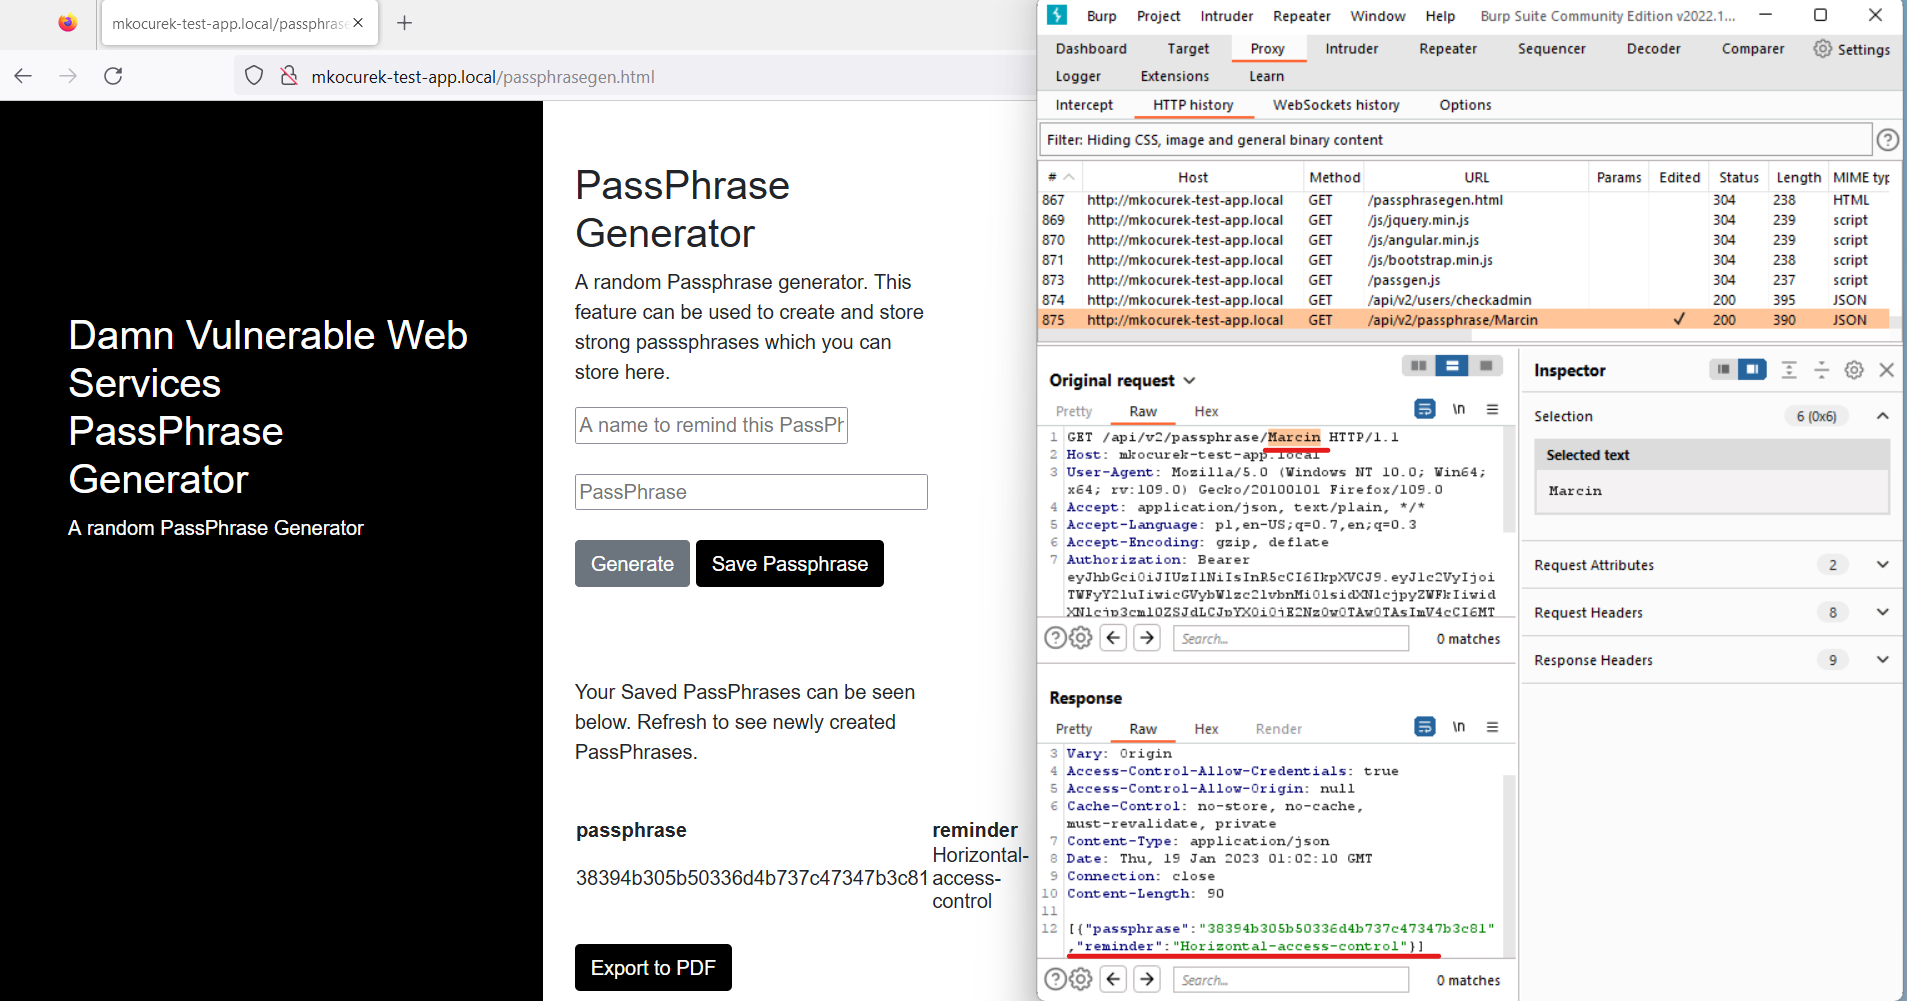 mkocurek-test-app.local/passphrase
mkocurek-test-app.local/passphrasegen.html
Damn Vulnerable Web
Services
PassPhrase
Generator
A random PassPhrase Generator
PassPhrase
Generator
A random Passphrase generator. This
feature can be used to create and store
strong passsphrases which you can
store here.
A name to remind this PassPh
PassPhrase
Generate Save Passphrase
Your Saved PassPhrases can be seen
below. Refresh to see newly created
PassPhrases.
passphrase reminder
38394b305b50336d4b737c47347b3c81 Horizontal-
access-
control
Export to PDF
Burp Project Intruder Repeater Window Help Burp Suite Community Edition v2022.1...
Dashboard Target Proxy Intruder Repeater Sequencer Decoder Comparer Settings
Logger Extensions Learn
Intercept HTTP history WebSockets history Options
Filter: Hiding CSS, image and general binary content
# Host Method URL Params Edited Status Length MIME typ
867 http://mkocurek-test-app.local GET /passphrasegen.html 304 238 HTML
869 http://mkocurek-test-app.local GET /js/jquery.min.js 304 239 script
870 http://mkocurek-test-app.local GET /js/angular.min.js 304 239 script
871 http://mkocurek-test-app.local GET /js/bootstrap.min.js 304 238 script
873 http://mkocurek-test-app.local GET /passgen.js 304 237 script
874 http://mkocurek-test-app.local GET /api/v2/users/checkadmin 200 395 JSON
875 http://mkocurek-test-app.local GET /api/v2/passphrase/Marcin ✓ 200 390 JSON
Original request
Pretty Raw Hex \n
1 GET /api/v2/passphrase/Marcin HTTP/1.1
2 Host: mkocurek-test-app.local
3 User-Agent: Mozilla/5.0 (Windows NT 10.0; Win64;
x64; rv:109.0) Gecko/20100101 Firefox/109.0
4 Accept: application/json, text/plain, */*
5 Accept-Language: pl,en-US;q=0.7,en;q=0.3
6 Accept-Encoding: gzip, deflate
7 Authorization: Bearer
eyJhbGciOiJIUzI1NiIsInR5cCI6IkpXVCJ9.eyJ1c2VyIjoi
TWFyY2luIiwicGVybWlzc2lvbnMiOlsidXNlcjpyZWFkIiwid
XNlcjp3cml0ZSJdLCJpYXQiOjE2NzQwOTAwOTAsImV4cCI6MT
Search... 0 matches
Response
Pretty Raw Hex Render \n
3 Vary: Origin
4 Access-Control-Allow-Credentials: true
5 Access-Control-Allow-Origin: null
6 Cache-Control: no-store, no-cache,
must-revalidate, private
7 Content-Type: application/json
8 Date: Thu, 19 Jan 2023 01:02:10 GMT
9 Connection: close
10 Content-Length: 90
11
12 [{"passphrase":"38394b305b50336d4b737c47347b3c81"
,"reminder":"Horizontal-access-control"}]
Search... 0 matches
Inspector
Selection 6 (0x6)
Selected text
Marcin
Request Attributes 2
Request Headers 8
Response Headers 9